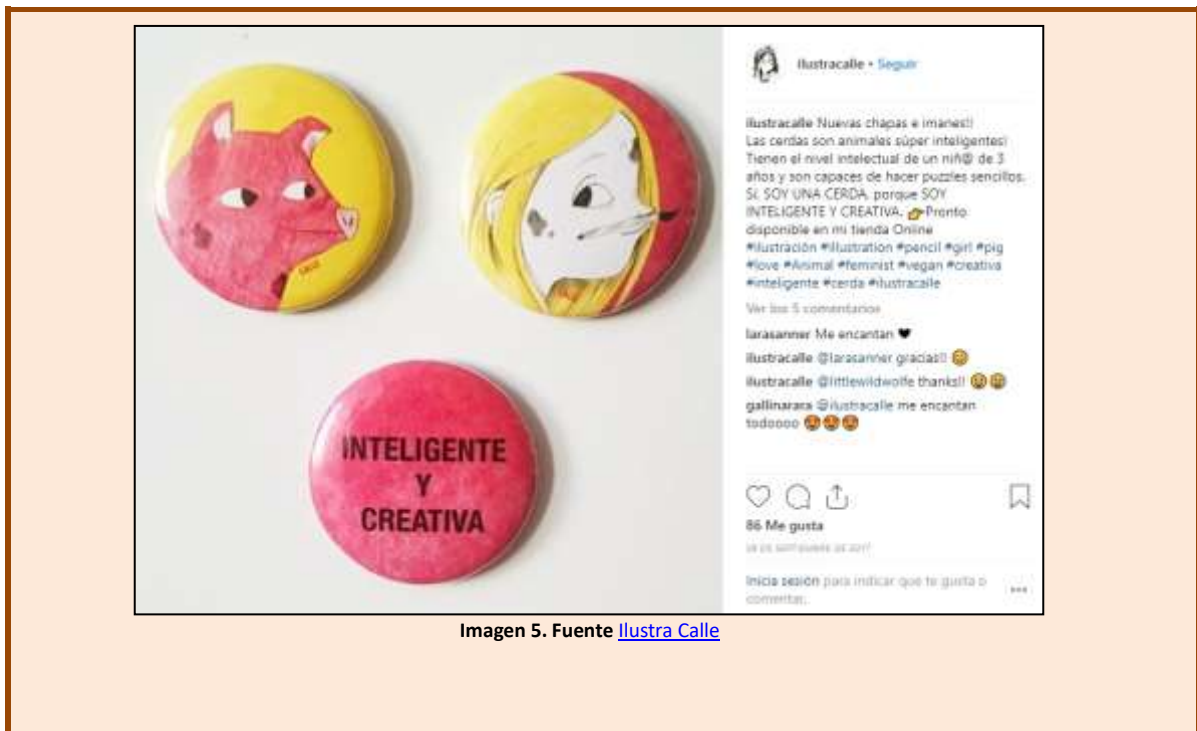 INTELIGENTE
Y
CREATIVA
ilustracalle • Seguir
ilustracalle Nuevas chapas e imanes!!
Las cerdas son animales súper inteligentes!
Tienen el nivel intelectual de un niñ@ de 3
años y son capaces de hacer puzzles sencillos.
Sí, SOY UNA CERDA, porque SOY
INTELIGENTE Y CREATIVA. 👉Pronto
disponible en mi tienda Online
#ilustración #illustration #pencil #girl #pig
#love #Animal #feminist #vegan #creativa
#inteligente #cerda #ilustracalle
Ver los 5 comentarios
larasanner Me encantan 🖤
ilustracalle @larasanner gracias!!
ilustracalle @littlewildwolfe thanks!!
gallinarara @ilustracalle me encantan
todoooo
86 Me gusta
DE SEPTIEMBRE DE 2017
Inicia sesión para indicar que te gusta o
comentar.
Imagen 5. Fuente Ilustra Calle